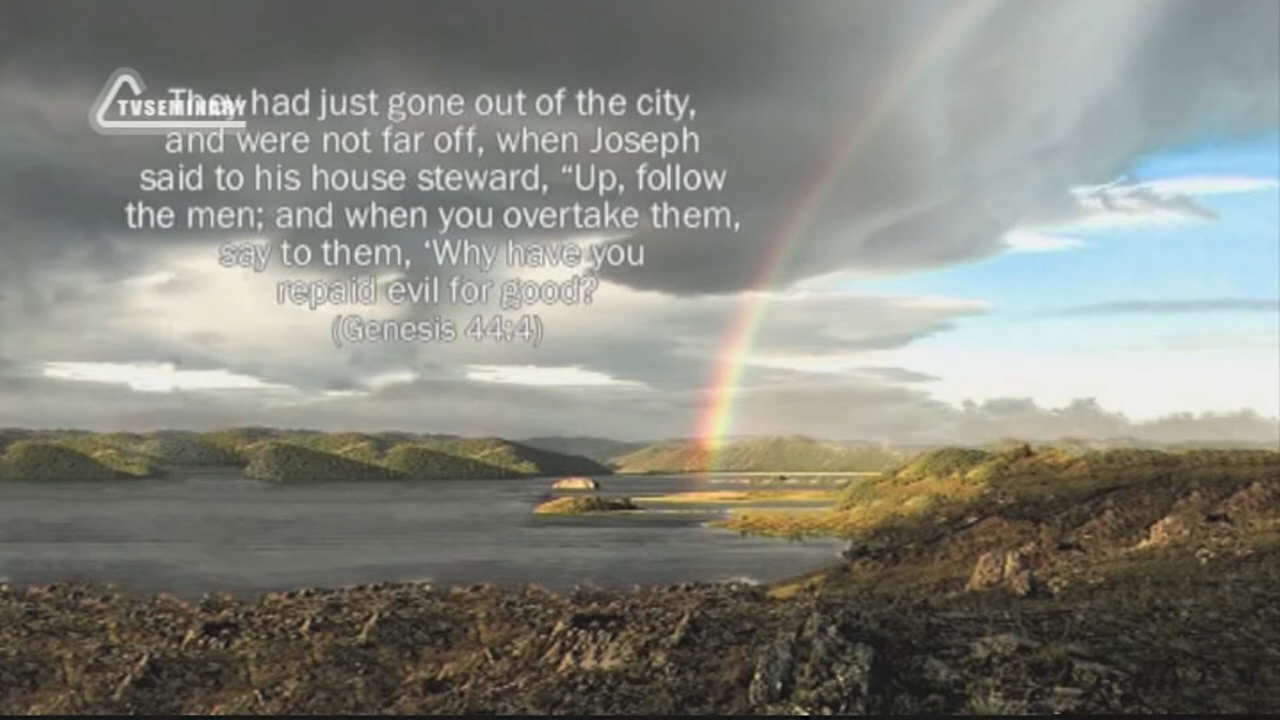 TVSEMINARY
They had just gone out of the city,
and were not far off, when Joseph
said to his house steward, “Up, follow
the men; and when you overtake them,
say to them, ‘Why have you
repaid evil for good?
(Genesis 44:4)